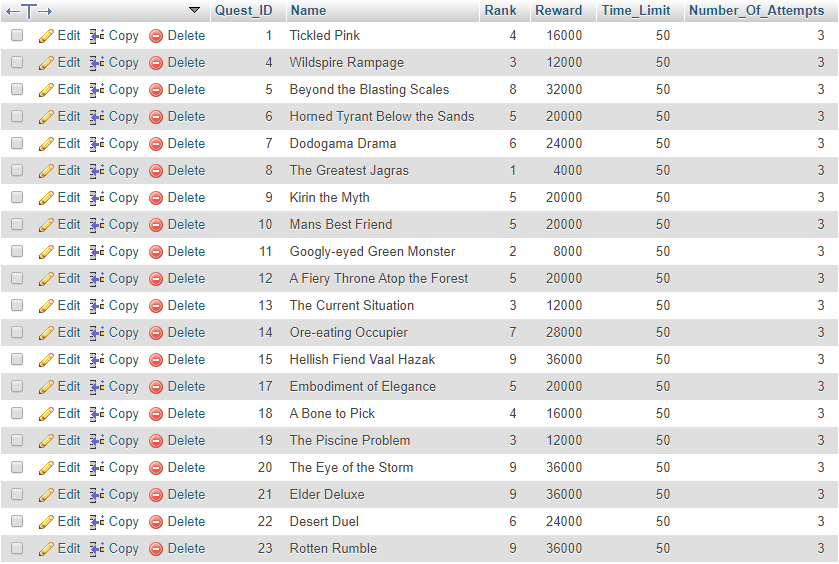 Quest_ID Name Rank Reward Time_Limit Number_Of_Attempts
Edit Copy Delete 1 Tickled Pink 4 16000 50 3
Edit Copy Delete 4 Wildspire Rampage 3 12000 50 3
Edit Copy Delete 5 Beyond the Blasting Scales 8 32000 50 3
Edit Copy Delete 6 Horned Tyrant Below the Sands 5 20000 50 3
Edit Copy Delete 7 Dodogama Drama 6 24000 50 3
Edit Copy Delete 8 The Greatest Jagras 1 4000 50 3
Edit Copy Delete 9 Kirin the Myth 5 20000 50 3
Edit Copy Delete 10 Mans Best Friend 5 20000 50 3
Edit Copy Delete 11 Googly-eyed Green Monster 2 8000 50 3
Edit Copy Delete 12 A Fiery Throne Atop the Forest 5 20000 50 3
Edit Copy Delete 13 The Current Situation 3 12000 50 3
Edit Copy Delete 14 Ore-eating Occupier 7 28000 50 3
Edit Copy Delete 15 Hellish Fiend Vaal Hazak 9 36000 50 3
Edit Copy Delete 17 Embodiment of Elegance 5 20000 50 3
Edit Copy Delete 18 A Bone to Pick 4 16000 50 3
Edit Copy Delete 19 The Piscine Problem 3 12000 50 3
Edit Copy Delete 20 The Eye of the Storm 9 36000 50 3
Edit Copy Delete 21 Elder Deluxe 9 36000 50 3
Edit Copy Delete 22 Desert Duel 6 24000 50 3
Edit Copy Delete 23 Rotten Rumble 9 36000 50 3